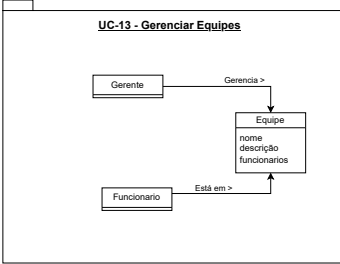 UC-13 - Gerenciar Equipes
Gerente
Gerencia >
Equipe
nome
descrição
funcionarios
Funcionario
Está em >